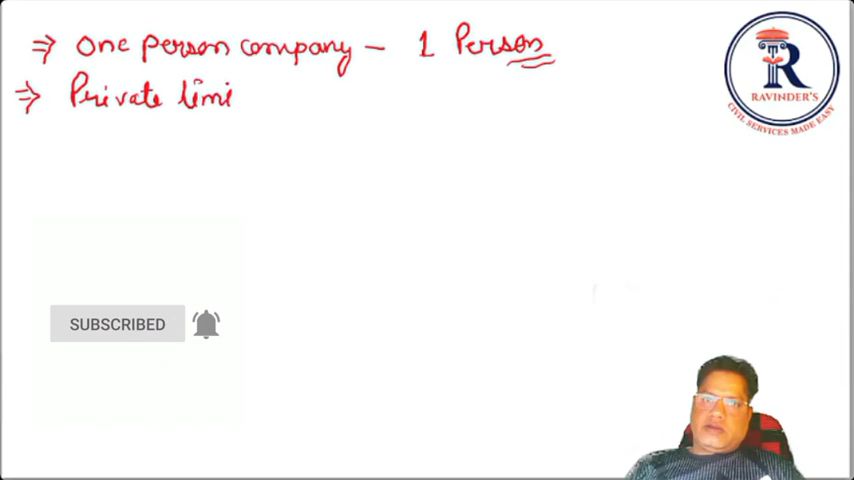 ⇒ One person company - 1 Person
⇒ Private limi
R
RAVINDER'S
CIVIL SERVICES MADE EASY
SUBSCRIBED